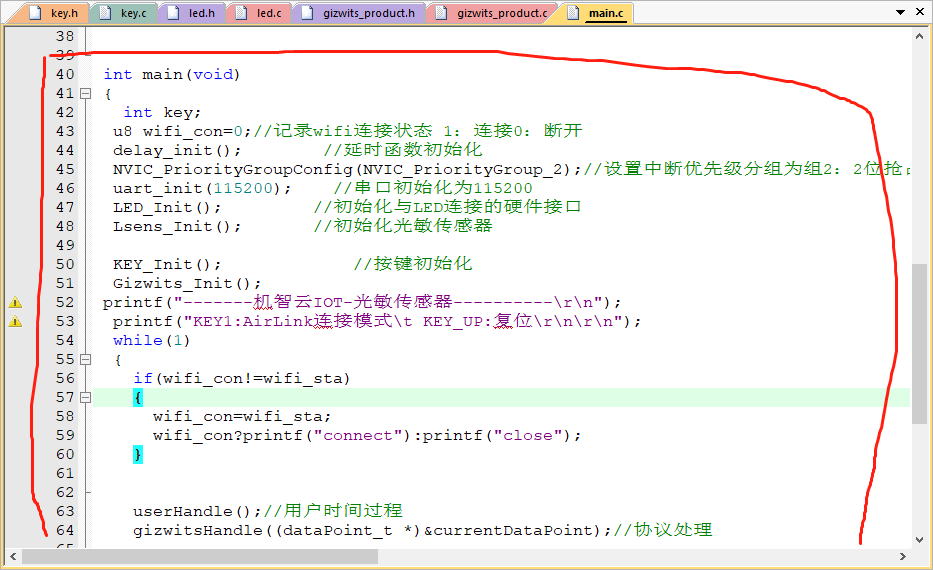 key.h key.c led.h led.c gizwits_product.h gizwits_product.c main.c
38
39
40 int main(void)
41 {
42 int key;
43 u8 wifi_con=0;//记录wifi连接状态 1：连接0：断开
44 delay_init(); //延时函数初始化
45 NVIC_PriorityGroupConfig(NVIC_PriorityGroup_2);//设置中断优先级分组为组2：2位抢
46 uart_init(115200); //串口初始化为115200
47 LED_Init(); //初始化与LED连接的硬件接口
48 Lsens_Init(); //初始化光敏传感器
49
50 KEY_Init(); //按键初始化
51 Gizwits_Init();
52 printf("-------机智云IOT-光敏传感器----------\r\n");
53 printf("KEY1:AirLink连接模式\t KEY_UP:复位\r\n\r\n");
54 while(1)
55 {
56 if(wifi_con!=wifi_sta)
57 {
58 wifi_con=wifi_sta;
59 wifi_con?printf("connect"):printf("close");
60 }
61
62
63 userHandle();//用户时间过程
64 gizwitsHandle((dataPoint_t *)&currentDataPoint);//协议处理